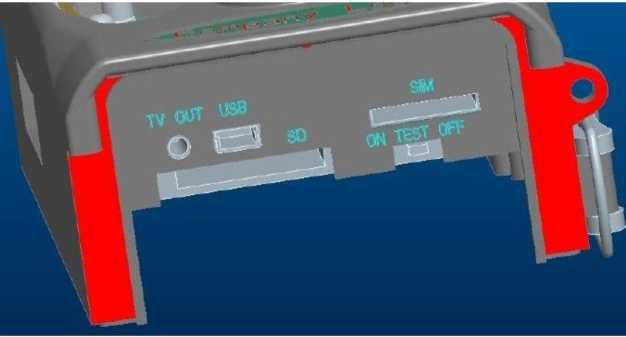 SIM
TV OUT USB
SD
ON TEST OFF